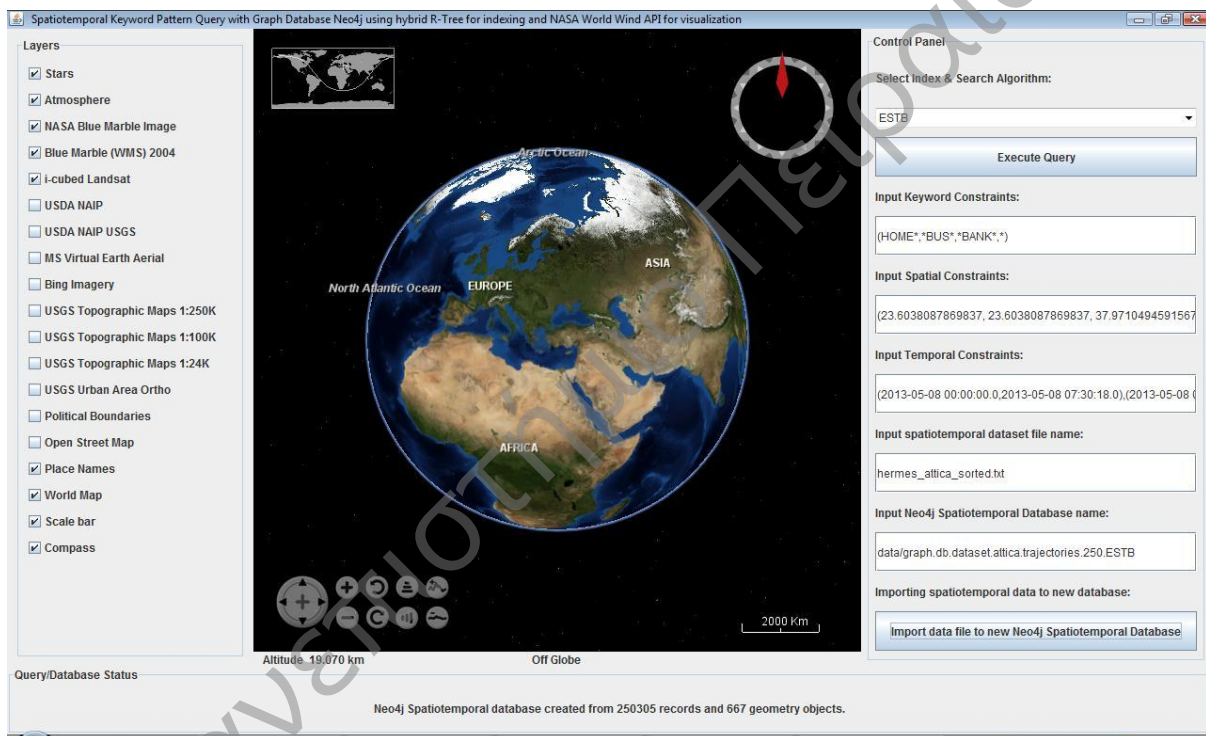 Spatiotemporal Keyword Pattern Query with Graph Database Neo4j using hybrid R-Tree for indexing and NASA World Wind API for visualization
Layers
Stars
Atmosphere
NASA Blue Marble Image
Blue Marble (WMS) 2004
i-cubed Landsat
USDA NAIP
USDA NAIP USGS
MS Virtual Earth Aerial
Bing Imagery
USGS Topographic Maps 1:250K
USGS Topographic Maps 1:100K
USGS Topographic Maps 1:24K
USGS Urban Area Ortho
Political Boundaries
Open Street Map
Place Names
World Map
Scale bar
Compass
Arctic Ocean
ASIA
EUROPE
North Atlantic Ocean
AFRICA
2000 Km
Altitude 19.070 km
Off Globe
Control Panel
Select Index & Search Algorithm:
ESTB
Execute Query
Input Keyword Constraints:
(HOME*,*BUS*,*BANK*,*)
Input Spatial Constraints:
(23.6038087869837, 23.6038087869837, 37.9710494591567
Input Temporal Constraints:
(2013-05-08 00:00:00.0,2013-05-08 07:30:18.0),(2013-05-08
Input spatiotemporal dataset file name:
hermes_attica_sorted.txt
Input Neo4j Spatiotemporal Database name:
data/graph.db.dataset.attica.trajectories.250.ESTB
Importing spatiotemporal data to new database:
Import data file to new Neo4j Spatiotemporal Database
Query/Database Status
Neo4j Spatiotemporal database created from 250305 records and 667 geometry objects.